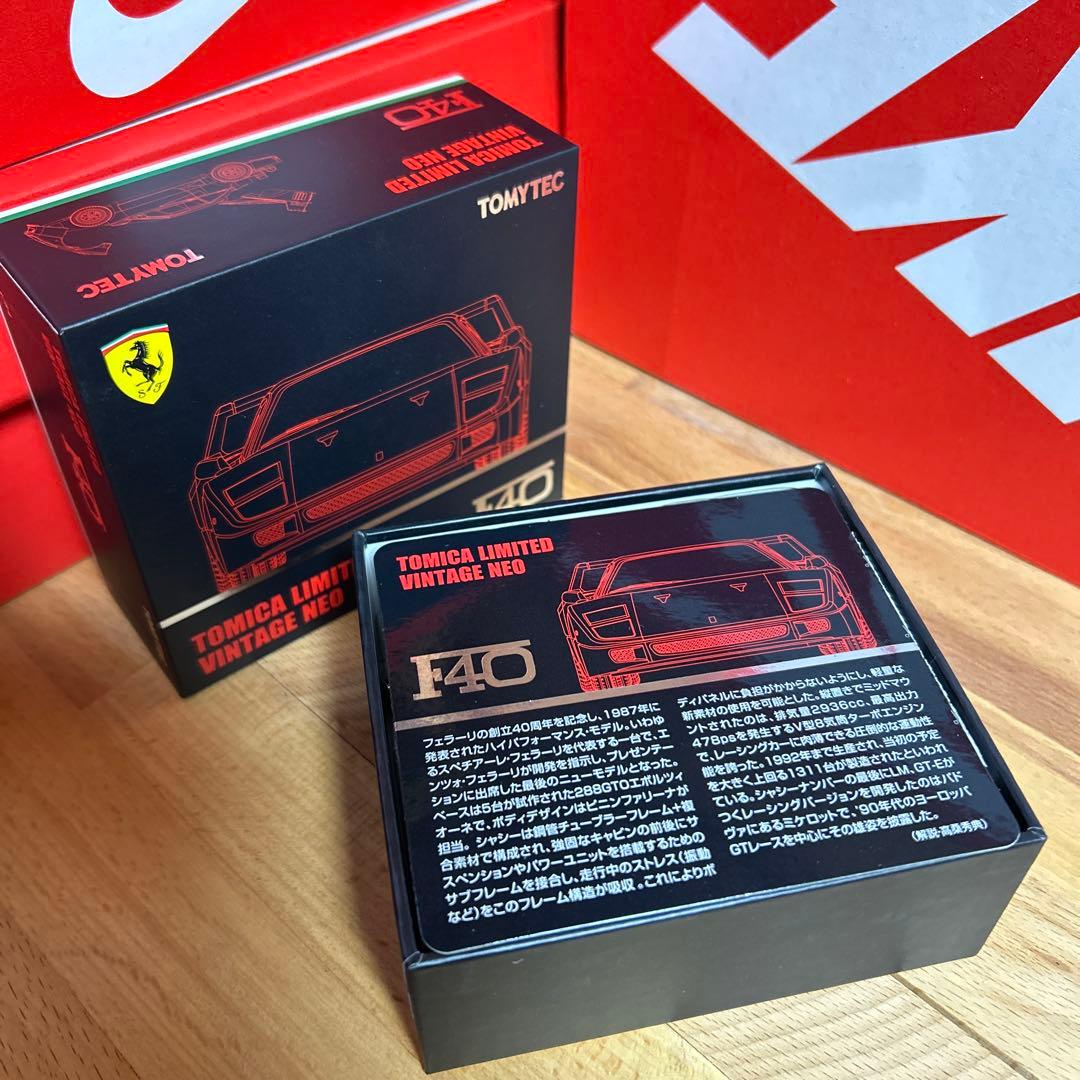 F40
TOMICA LIMITED
VINTAGE NEO
TOMYTEC
TOMYTEC
S F
F40
F40
TOMICA LIMIT
VINTAGE NEO
TOMICA LIMITED
VINTAGE NEO
F40
フェラーリの創立40周年を記念し、1987年に
発表されたハイパフォーマンス・モデル。いわゆ
るスペチアーレ・フェラーリを代表する一台で、エ
ンツォ・フェラーリが開発を指示し、プレゼンテー
ションに出席した最後のニューモデルとなった。
ベースは5台が試作された288GTOエボルツィ
オーネで、ボディデザインはピニンファリーナが
担当。シャシーは鋼管チューブラーフレーム+複
合素材で構成され、強固なキャビンの前後にサ
スペンションやパワーユニットを搭載するための
サブフレームを接合し、走行中のストレス(振動
など)をこのフレーム構造が吸収。これによりボ
ディパネルに負担がかからないようにし、軽量な
新素材の使用を可能とした。縦置きでミッドマウ
ントされたのは、排気量2936cc、最高出力
478psを発生するV型8気筒ターボエンジン
で、レーシングカーに肉薄できる圧倒的な運動性
能を誇った。1992年まで生産され、当初の予定
を大きく上回る1311台が製造されたといわれ
ている。シャシーナンバーの最後にLM、GT-Eが
つくレーシングバージョンを開発したのはパド
ヴァにあるミケロットで、'90年代のヨーロッパ
GTレースを中心にその雄姿を披露した。
(解説・高桑秀典)